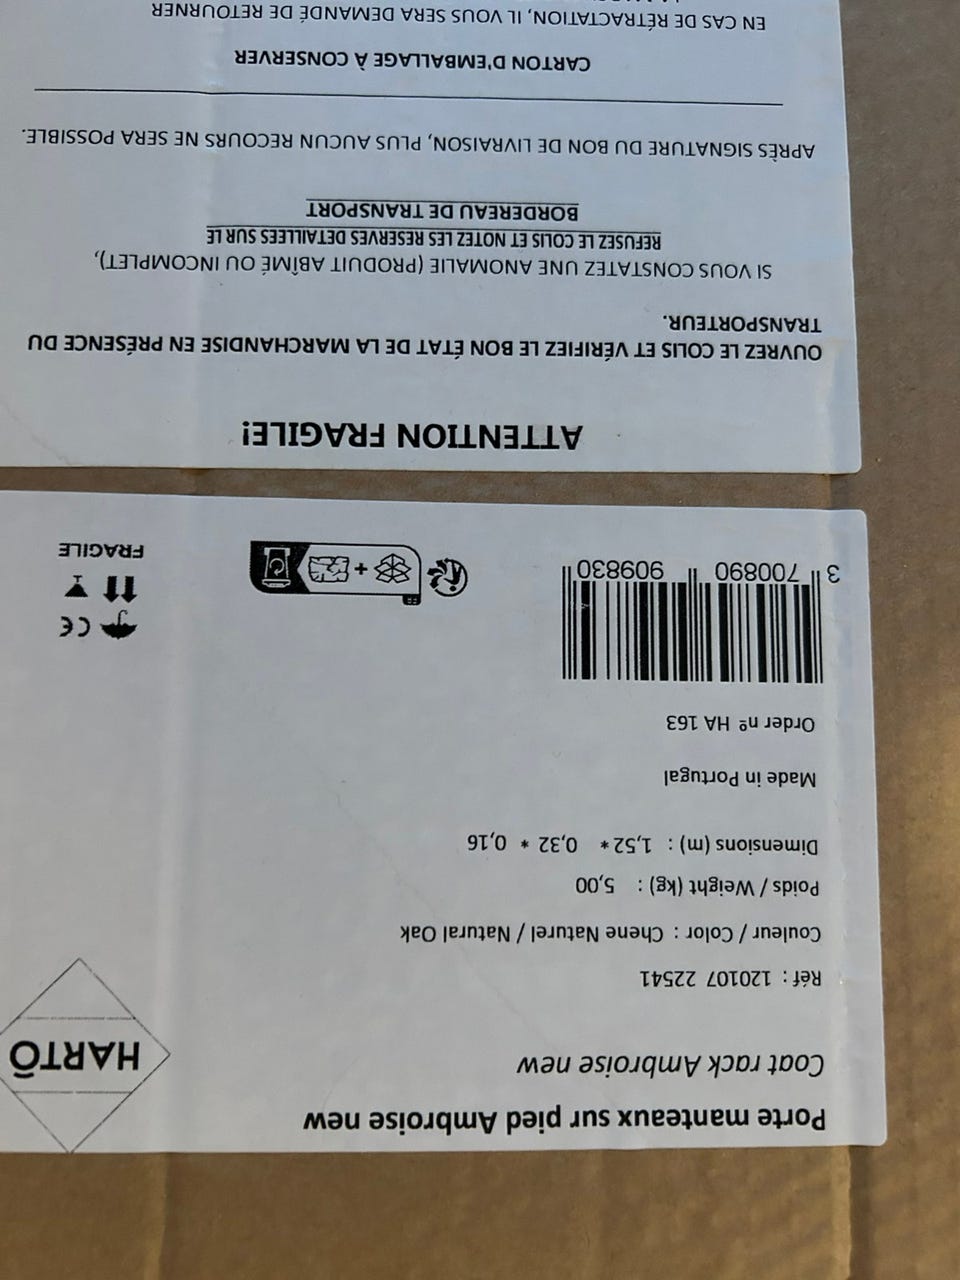 Porte manteaux sur pied Ambroise new
Coat rack Ambroise new
HARTÔ
Réf : 120107 22541
Couleur / Color : Chene Naturel / Natural Oak
Poids / Weight (kg) : 5,00
Dimensions (m) : 1,52 * 0,32 * 0,16
Made in Portugal
Order nº HA 163
3 700890 909830
FR
+
CE
FRAGILE
ATTENTION FRAGILE!
OUVREZ LE COLIS ET VÉRIFIEZ LE BON ÉTAT DE LA MARCHANDISE EN PRÉSENCE DU
TRANSPORTEUR.
SI VOUS CONSTATEZ UNE ANOMALIE (PRODUIT ABÎMÉ OU INCOMPLET),
REFUSEZ LE COLIS ET NOTEZ LES RESERVES DETAILLEES SUR LE
BORDEREAU DE TRANSPORT
APRÈS SIGNATURE DU BON DE LIVRAISON, PLUS AUCUN RECOURS NE SERA POSSIBLE.
CARTON D'EMBALLAGE À CONSERVER
EN CAS DE RÉTRACTATION, IL VOUS SERA DEMANDÉ DE RETOURNER